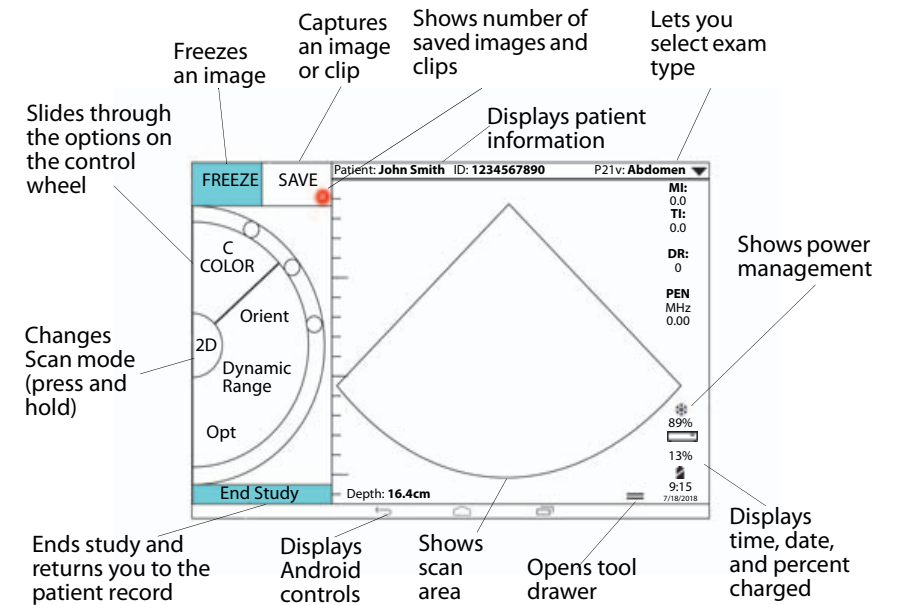 Freezes
an image
Captures
an image
or clip
Shows number of
saved images and
clips
Lets you
select exam
type
Slides through
the options on
the control
wheel
Displays patient
information
FREEZE
SAVE
Patient: John Smith ID: 1234567890
P21v: Abdomen
MI:
0.0
TI:
0.0
DR:
0
PEN
MHz
0.00
C
COLOR
Orient
2D
Dynamic
Range
Opt
Shows power
management
Changes
Scan mode
(press and
hold)
89%
13%
9:15
7/18/2018
End Study
Depth: 16.4cm
Ends study and
returns you to the
patient record
Displays
Android
controls
Shows
scan
area
Opens tool
drawer
Displays
time, date,
and percent
charged